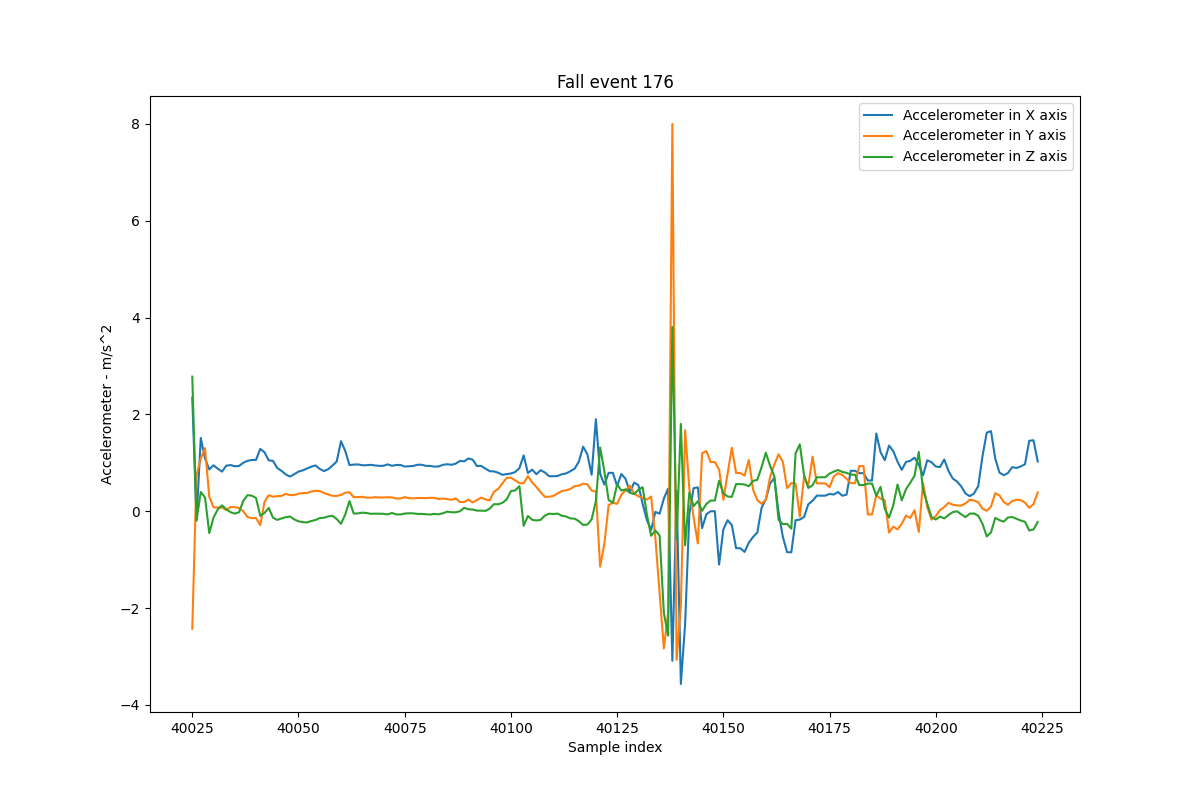 Fall event 176
Accelerometer in X axis
Accelerometer in Y axis
Accelerometer in Z axis
Accelerometer - m/s^2
8
6
4
2
0
−2
−4
40025 40050 40075 40100 40125 40150 40175 40200 40225
Sample index